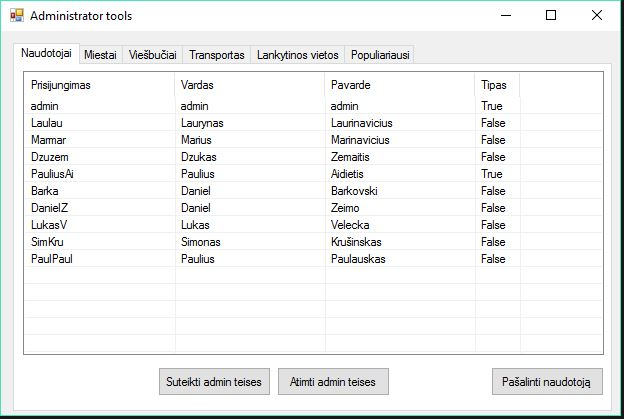 Administrator tools
Naudotojai Miestai Viešbučiai Transportas Lankytinos vietos Populiariausi
Prisijungimas Vardas Pavarde Tipas
admin admin admin True
Laulau Laurynas Laurinavicius False
Marmar Marius Marinavicius False
Dzuzem Dzukas Zemaitis False
PauliusAi Paulius Aidietis True
Barka Daniel Barkovski False
DanielZ Daniel Zeimo False
LukasV Lukas Velecka False
SimKru Simonas Krušinskas False
PaulPaul Paulius Paulauskas False
Suteikti admin teises Atimti admin teises Pašalinti naudotoją